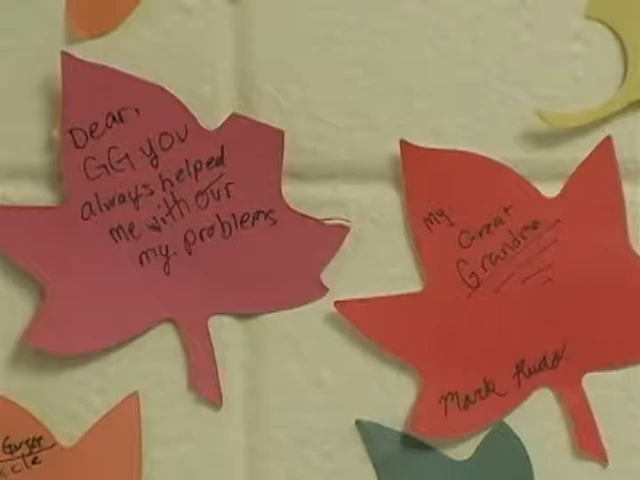 Dear,
GG you
always helped
me with our
my problems
my
Great
Grandma
Mark